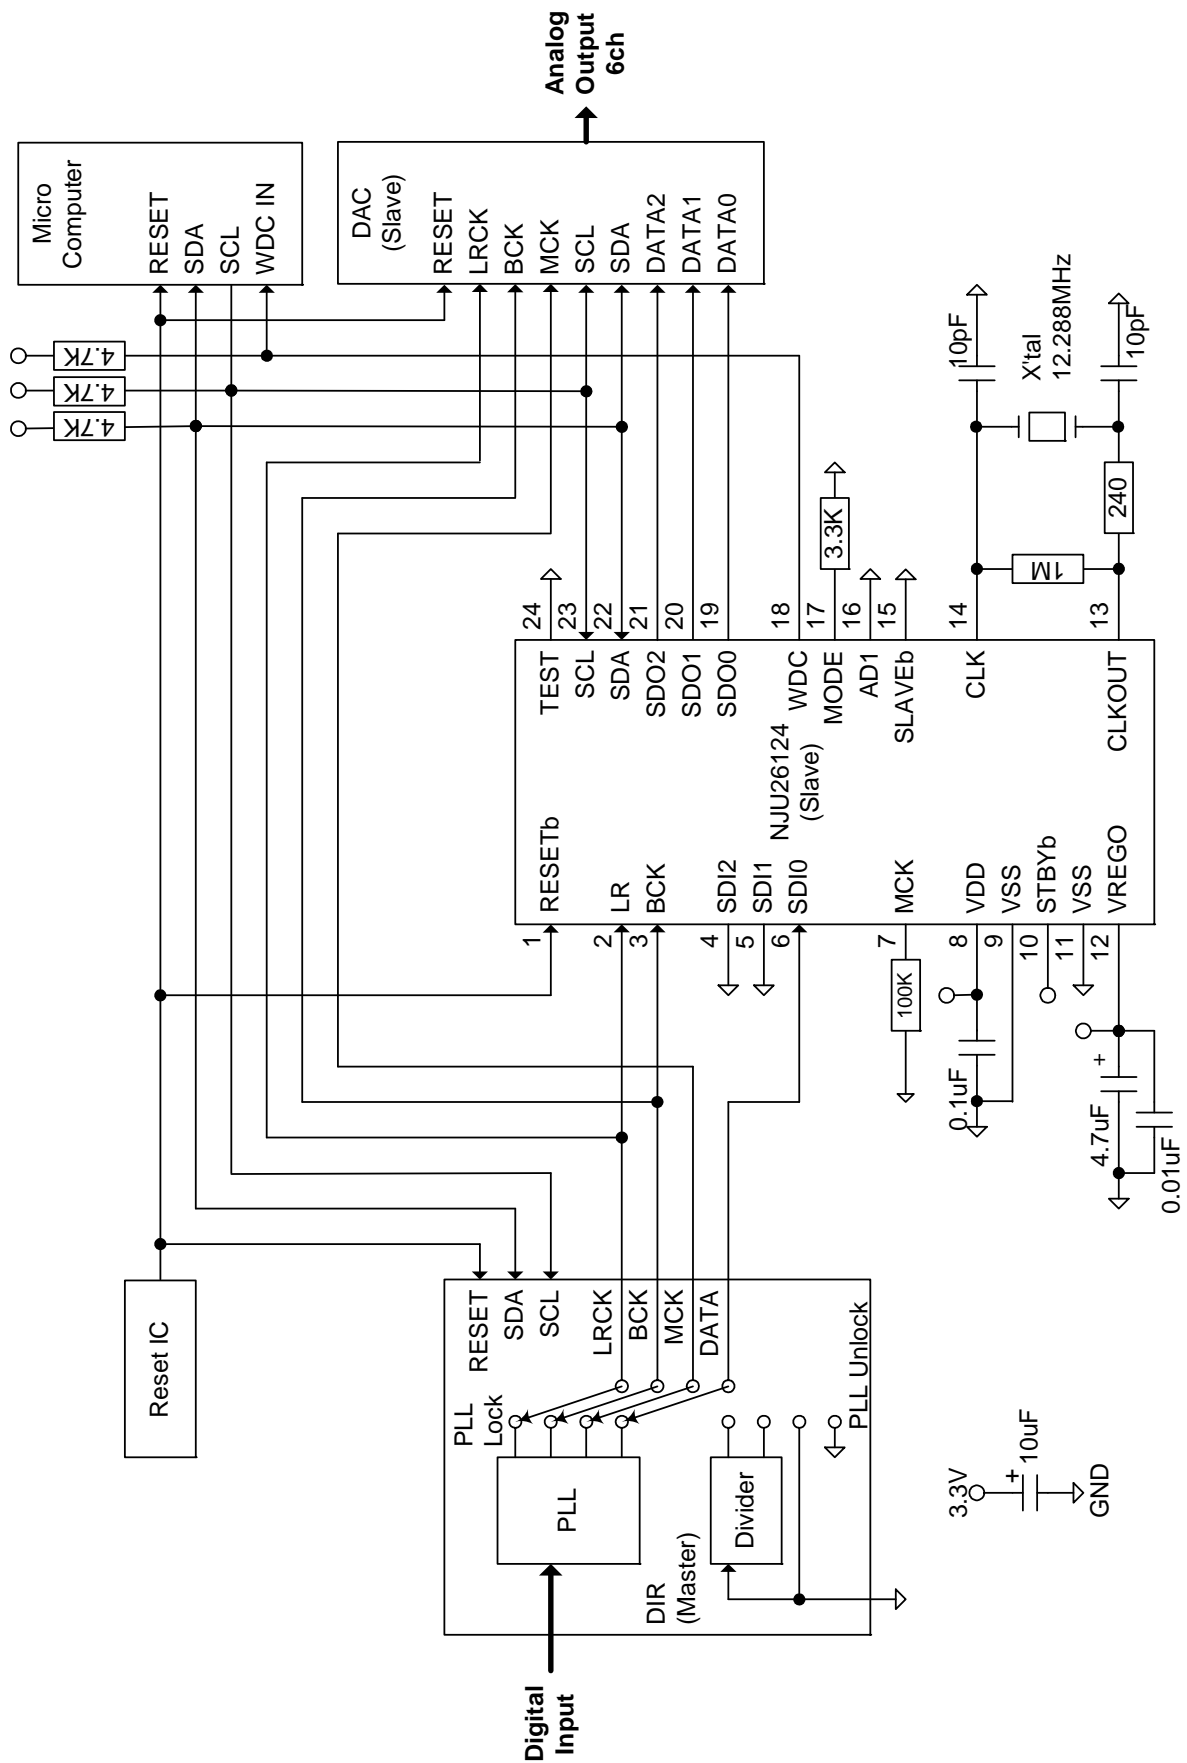 Digital
Input
DIR
(Master)
PLL
Divider
PLL
Lock
PLL Unlock
RESET
SDA
SCL
LRCK
BCK
MCK
DATA
Reset IC
3.3V
+
10uF
GND
NJU26124
(Slave)
1
RESETb
2
LR
3
BCK
4
SDI2
5
SDI1
6
SDI0
7
MCK
8
VDD
9
VSS
10
STBYb
11
VSS
12
VREGO
100K
0.1uF
+
4.7uF
0.01uF
TEST
24
SCL
23
SDA
22
SDO2
21
SDO1
20
SDO0
19
WDC
18
MODE
17
AD1
16
SLAVEb
15
CLK
14
CLKOUT
13
3.3K
1M
240
10pF
X'tal
12.288MHz
10pF
4.7K
4.7K
4.7K
Micro
Computer
RESET
SDA
SCL
WDC IN
DAC
(Slave)
RESET
LRCK
BCK
MCK
SCL
SDA
DATA2
DATA1
DATA0
Analog
Output
6ch